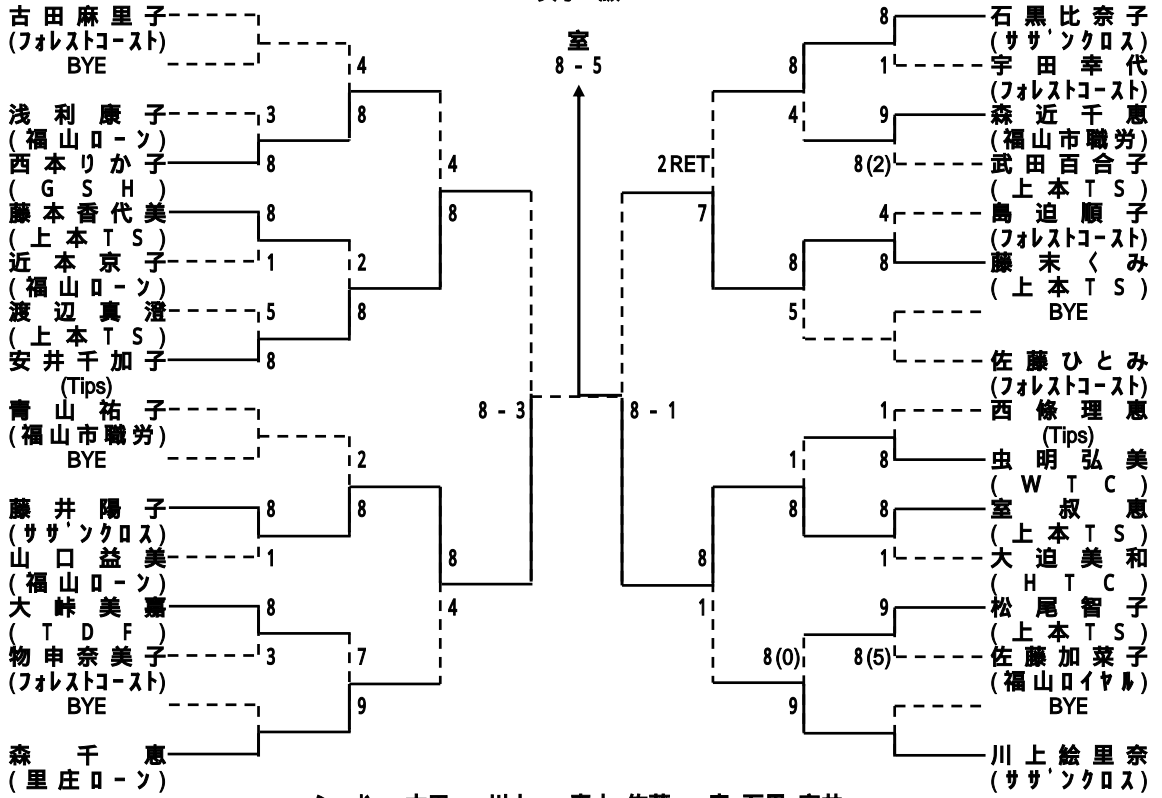 古田麻里子
(フォレストコースト)
BYE
浅利康子
(福山ローン)
西本りか子
(GSH)
藤本香代美
(上本TS)
近本京子
(福山ローン)
渡辺真澄
(上本TS)
安井千加子
(Tips)
青山祐子
(福山市職労)
BYE
藤井陽子
(ササンクロス)
山口益美
(福山ローン)
大峠美嘉
(TDF)
物申奈美子
(フォレストコースト)
BYE
森千恵
(里庄ローン)
3
8
8
1
5
8
8
1
8
3
4
8
2
8
2
8
7
9
4
8
8
4
8-3
室
8-5
8-1
2RET
7
8
1
8
4
8
5
1
8
8(0)
9
8
1
9
8(2)
4
8
1
8
8
1
9
8(5)
石黒比奈子
(ササンクロス)
宇田幸代
(フォレストコースト)
森近千恵
(福山市職労)
武田百合子
(上本TS)
島迫順子
(フォレストコースト)
藤末くみ
(上本TS)
BYE
佐藤ひとみ
(フォレストコースト)
西條理恵
(Tips)
虫明弘美
(WTC)
室叔恵
(上本TS)
大迫美和
(HTC)
松尾智子
(上本TS)
佐藤加菜子
(福山ロイヤル)
BYE
川上絵里奈
(ササンクロス)